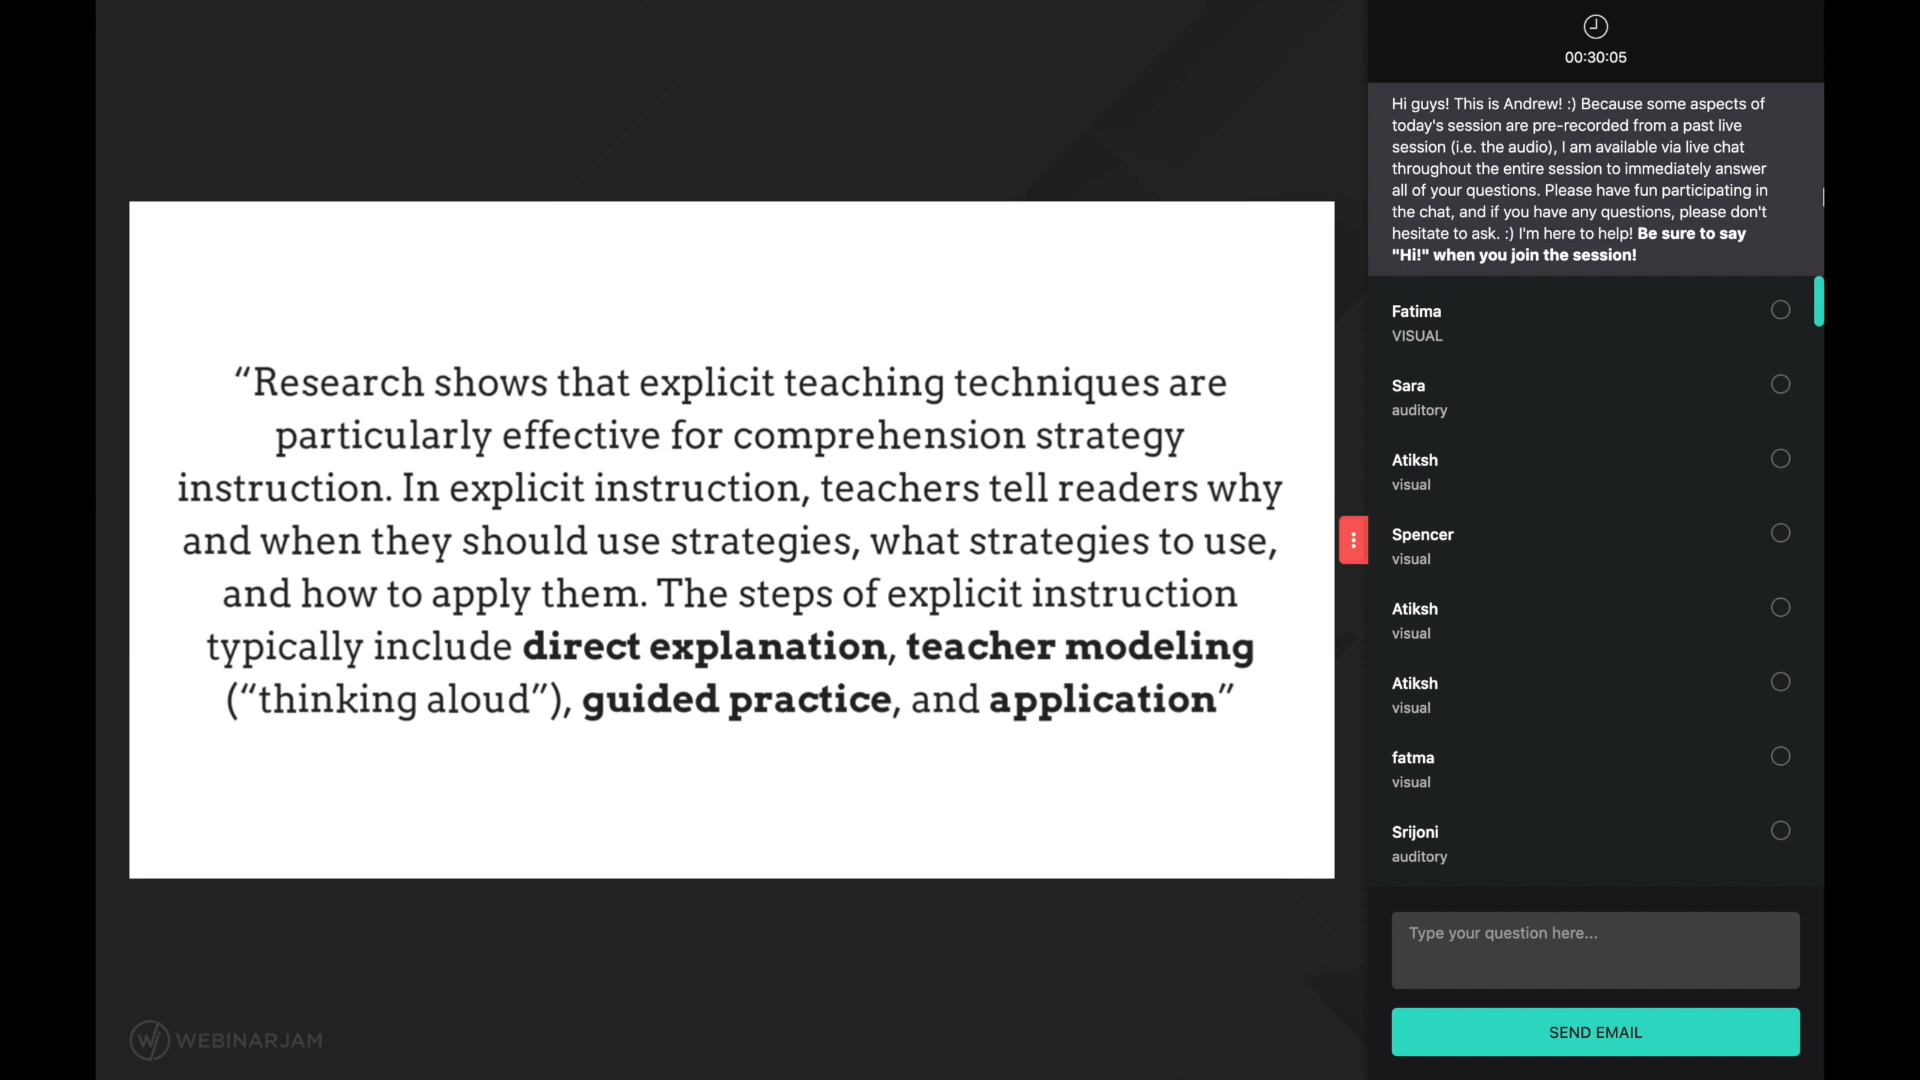 “Research shows that explicit teaching techniques are
particularly effective for comprehension strategy
instruction. In explicit instruction, teachers tell readers why
and when they should use strategies, what strategies to use,
and how to apply them. The steps of explicit instruction
typically include direct explanation, teacher modeling
(“thinking aloud”), guided practice, and application”
WEBINARJAM
00:30:05
Hi guys! This is Andrew! :) Because some aspects of
today's session are pre-recorded from a past live
session (i.e. the audio), I am available via live chat
throughout the entire session to immediately answer
all of your questions. Please have fun participating in
the chat, and if you have any questions, please don't
hesitate to ask. :) I'm here to help! Be sure to say
"Hi!" when you join the session!
Fatima
VISUAL
Sara
auditory
Atiksh
visual
Spencer
visual
Atiksh
visual
Atiksh
visual
fatma
visual
Srijoni
auditory
Type your question here...
SEND EMAIL